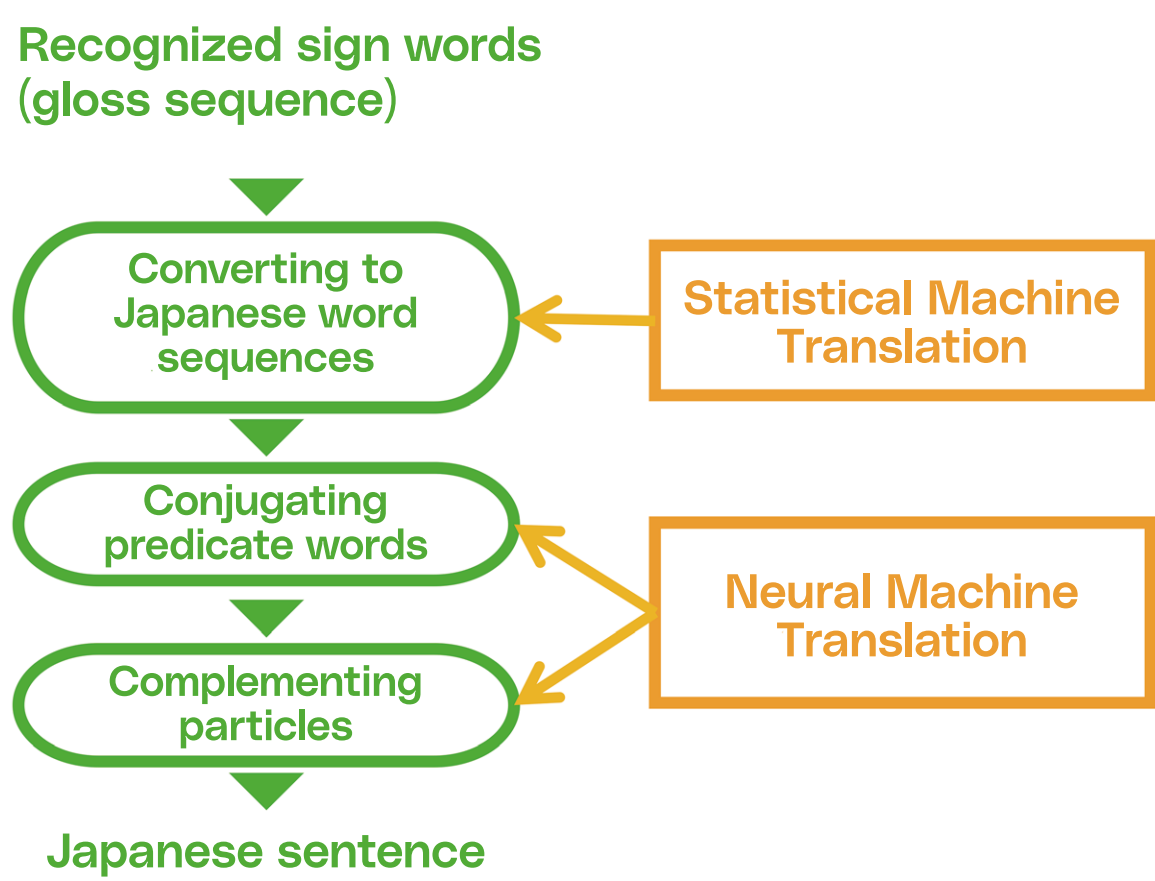 Recognized sign words
(gloss sequence)
Converting to
Japanese word
sequences
Statistical Machine
Translation
Conjugating
predicate words
Neural Machine
Translation
Complementing
particles
Japanese sentence